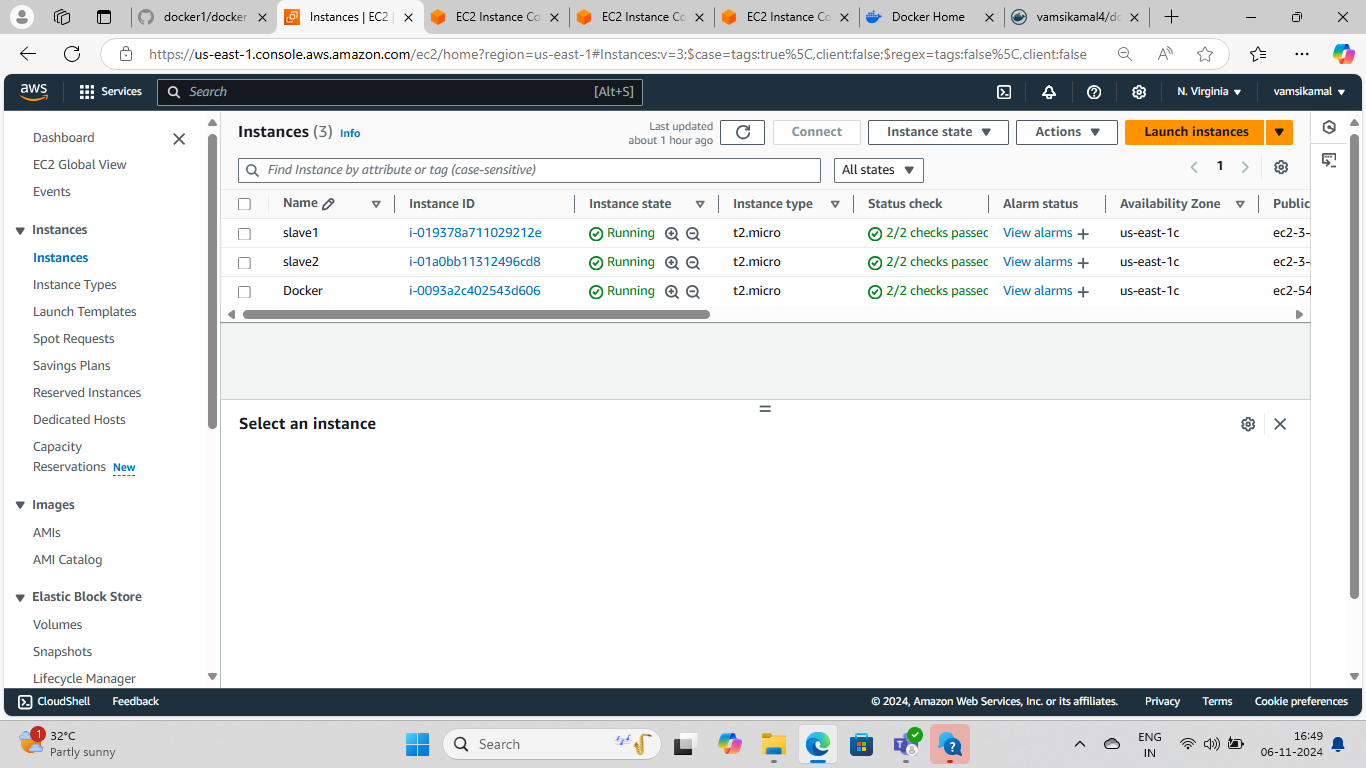 docker1/docker
Instances | EC2 |
EC2 Instance Co
EC2 Instance Co
EC2 Instance Co
Docker Home
vamsikamal4/do
https://us-east-1.console.aws.amazon.com/ec2/home?region=us-east-1#Instances:v=3;$case=tags:true%5C,client:false;$regex=tags:false%5C,client:false
aws
Services
Search
[Alt+S]
N. Virginia
vamsikamal
Dashboard
EC2 Global View
Events
Instances
Instances
Instance Types
Launch Templates
Spot Requests
Savings Plans
Reserved Instances
Dedicated Hosts
Capacity
Reservations New
Images
AMIs
AMI Catalog
Elastic Block Store
Volumes
Snapshots
Lifecycle Manager
Instances (3) Info
Last updated
about 1 hour ago
Connect
Instance state
Actions
Launch instances
Find Instance by attribute or tag (case-sensitive)
All states
1
Name Instance ID Instance state Instance type Status check Alarm status Availability Zone Public
slave1 i-019378a711029212e Running t2.micro 2/2 checks passed View alarms + us-east-1c ec2-3-
slave2 i-01a0bb11312496cd8 Running t2.micro 2/2 checks passed View alarms + us-east-1c ec2-3-
Docker i-0093a2c402543d606 Running t2.micro 2/2 checks passed View alarms + us-east-1c ec2-54
Select an instance
CloudShell Feedback
© 2024, Amazon Web Services, Inc. or its affiliates. Privacy Terms Cookie preferences
1
32°C
Partly sunny
Search
ENG
IN
16:49
06-11-2024